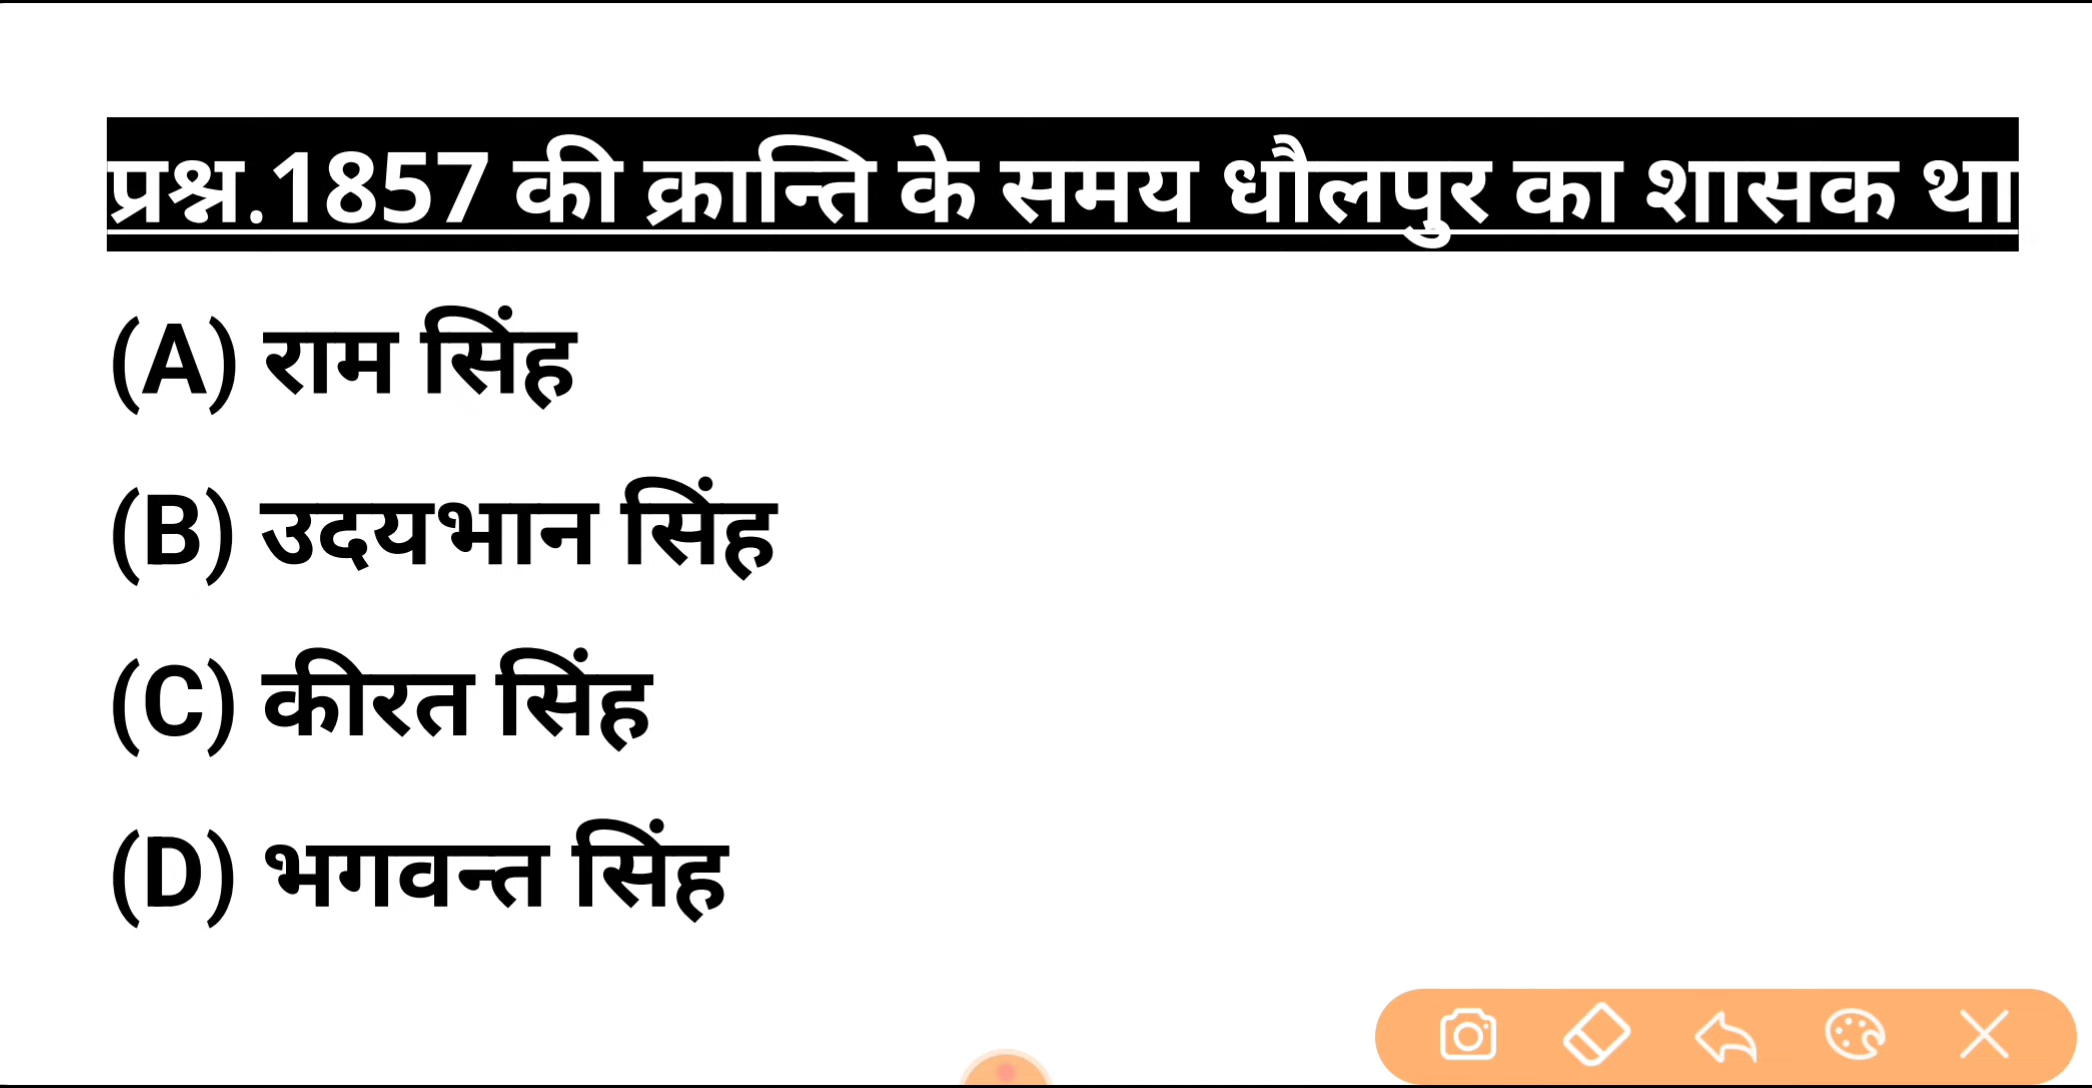 प्रश्न.1857 की क्रान्ति के समय धौलपुर का शासक था
(A) राम सिंह
(B) उदयभान सिंह
(C) कीरत सिंह
(D) भगवन्त सिंह